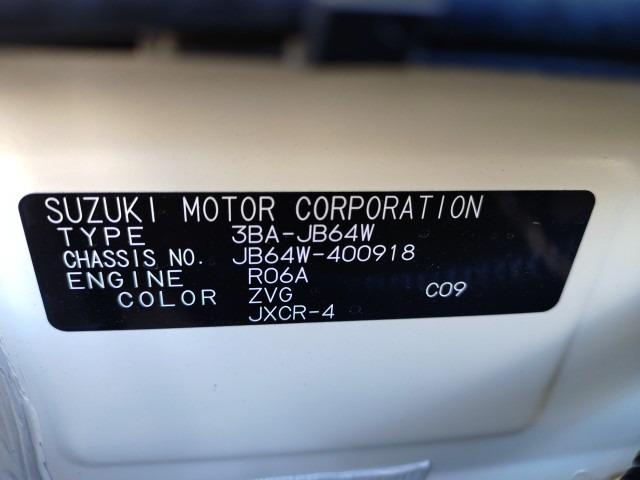 SUZUKI MOTOR CORPORATION
TYPE 3BA-JB64W
CHASSIS NO. JB64W-400918
ENGINE R06A
COLOR ZVG C09
JXCR-4